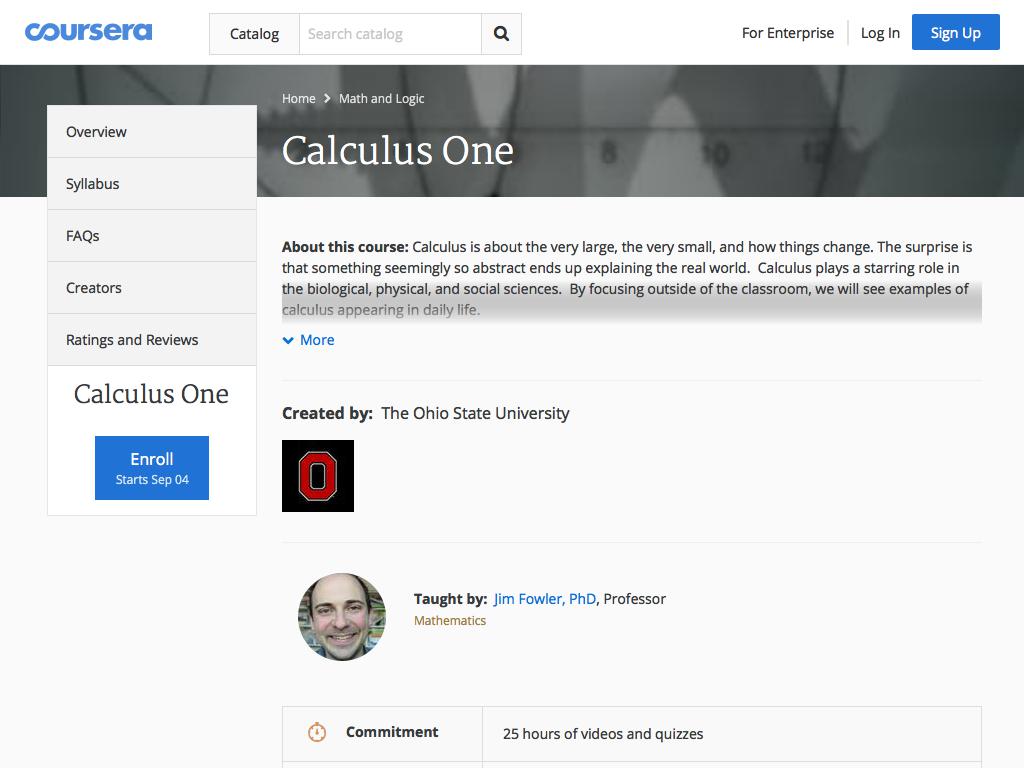 coursera
Catalog
Search catalog
For Enterprise
Log In
Sign Up
Home > Math and Logic
Calculus One
8 10 12
Overview
Syllabus
FAQs
Creators
Ratings and Reviews
Calculus One
Enroll
Starts Sep 04
About this course: Calculus is about the very large, the very small, and how things change. The surprise is
that something seemingly so abstract ends up explaining the real world.  Calculus plays a starring role in
the biological, physical, and social sciences.  By focusing outside of the classroom, we will see examples of
calculus appearing in daily life.
More
Created by:  The Ohio State University
O
Taught by:  Jim Fowler, PhD, Professor
Mathematics
Commitment
25 hours of videos and quizzes